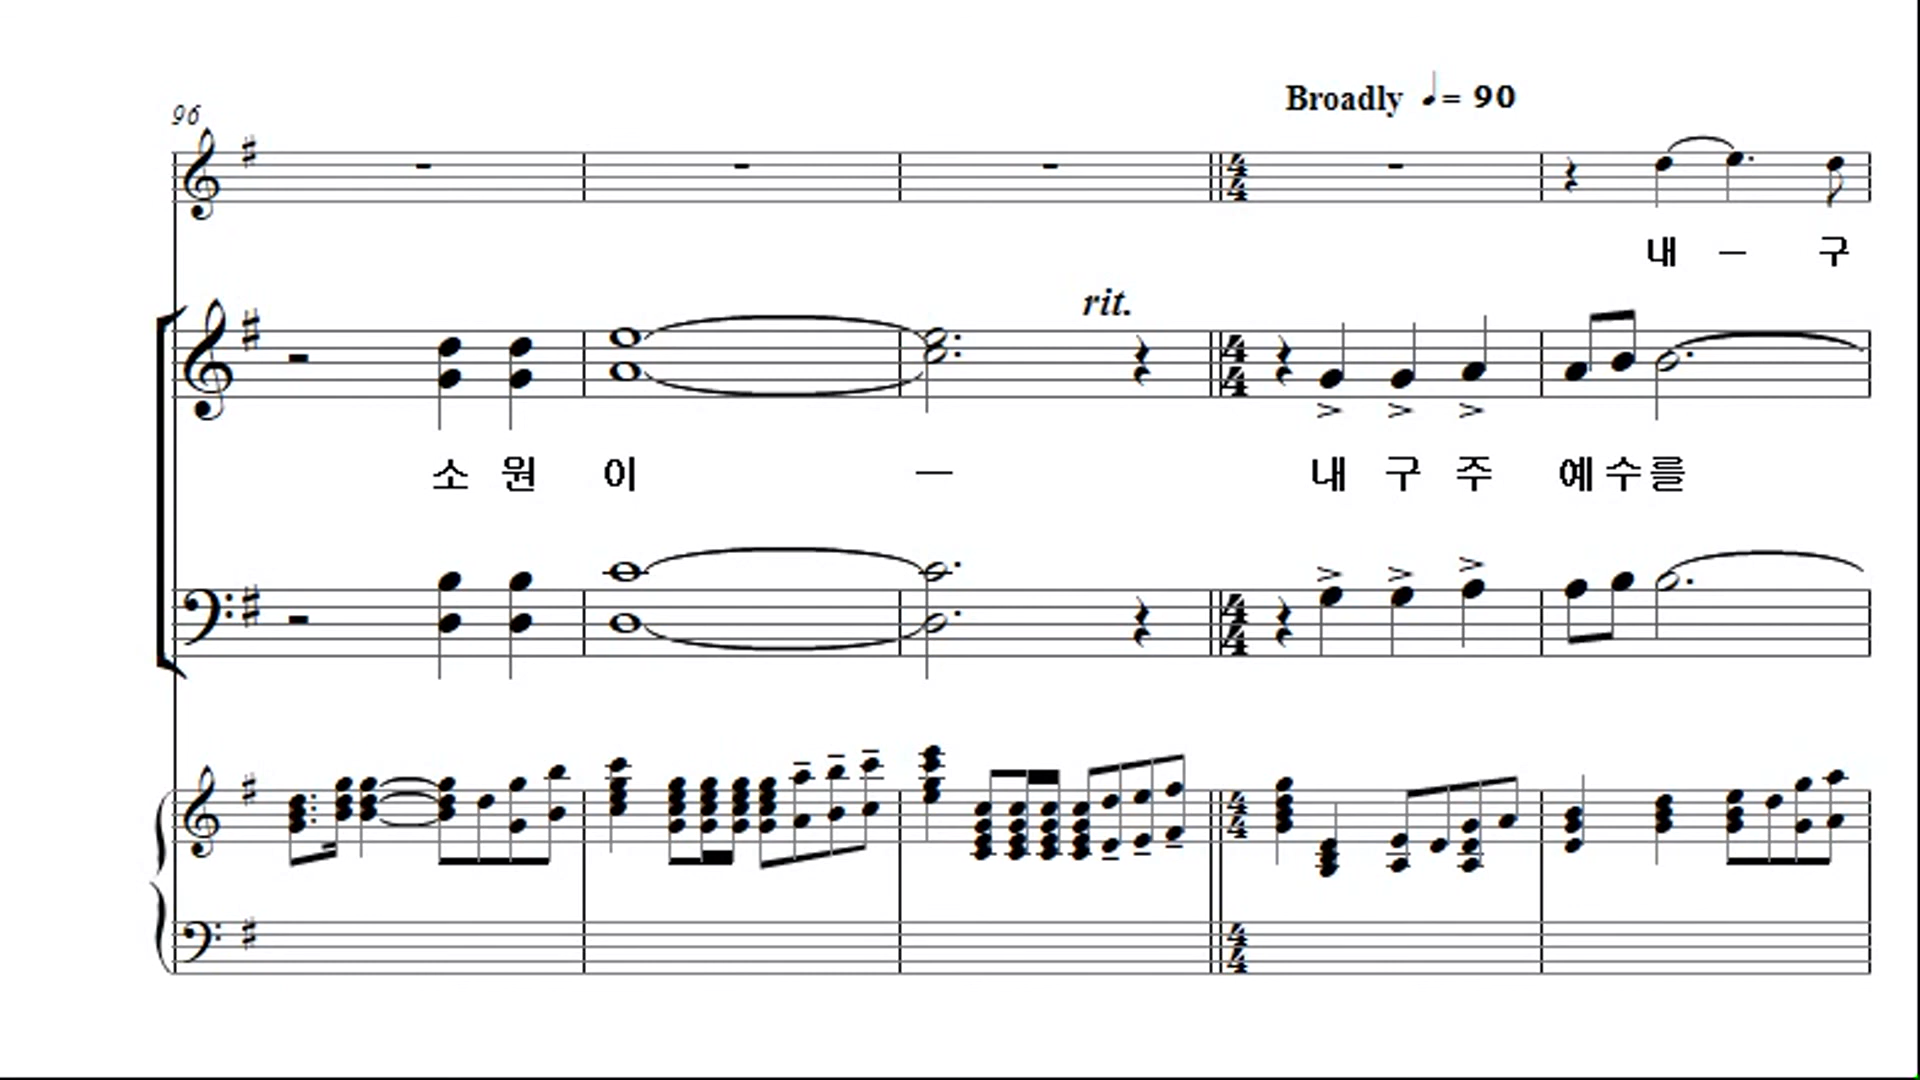 Broadly ♩= 90
96
내 － 구
rit.
소 원 이 － 내 구 주 예 수 를